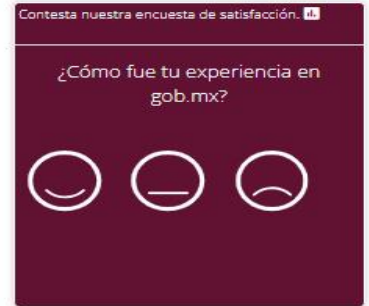 Contesta nuestra encuesta de satisfacción.
¿Cómo fue tu experiencia en
gob.mx?